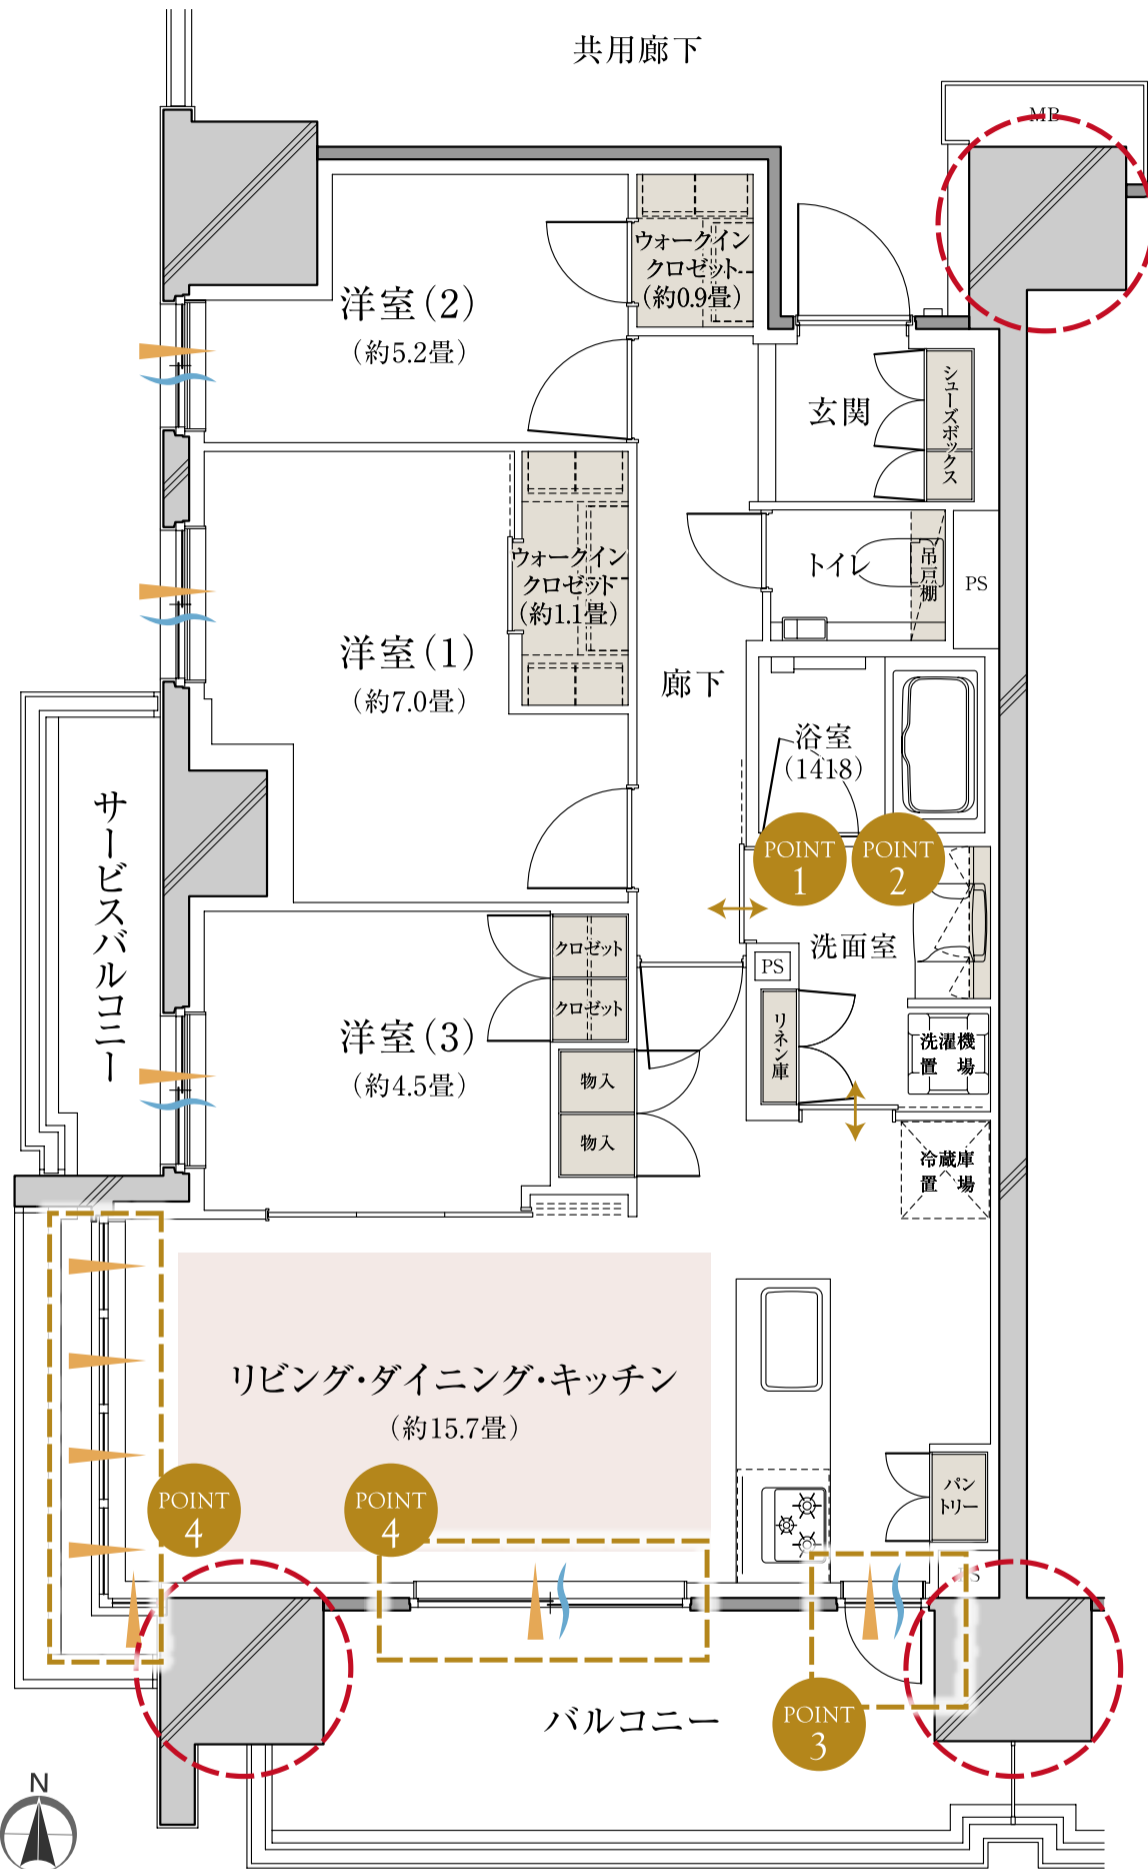 共用廊下
MB
ウォークイン
クロゼット
(約0.9畳)
洋室(2)
(約5.2畳)
シューズボックス
玄関
ウォークイン
クロゼット
(約1.1畳)
トイレ
吊戸棚
PS
洋室(1)
(約7.0畳)
廊下
浴室
(1418)
サービスバルコニー
POINT
1
POINT
2
洗面室
PS
クロゼット
クロゼット
洋室(3)
(約4.5畳)
リネン庫
洗濯機
置場
物入
物入
冷蔵庫
置場
リビング・ダイニング・キッチン
(約15.7畳)
パン
トリー
POINT
4
POINT
4
PS
バルコニー
POINT
3
N